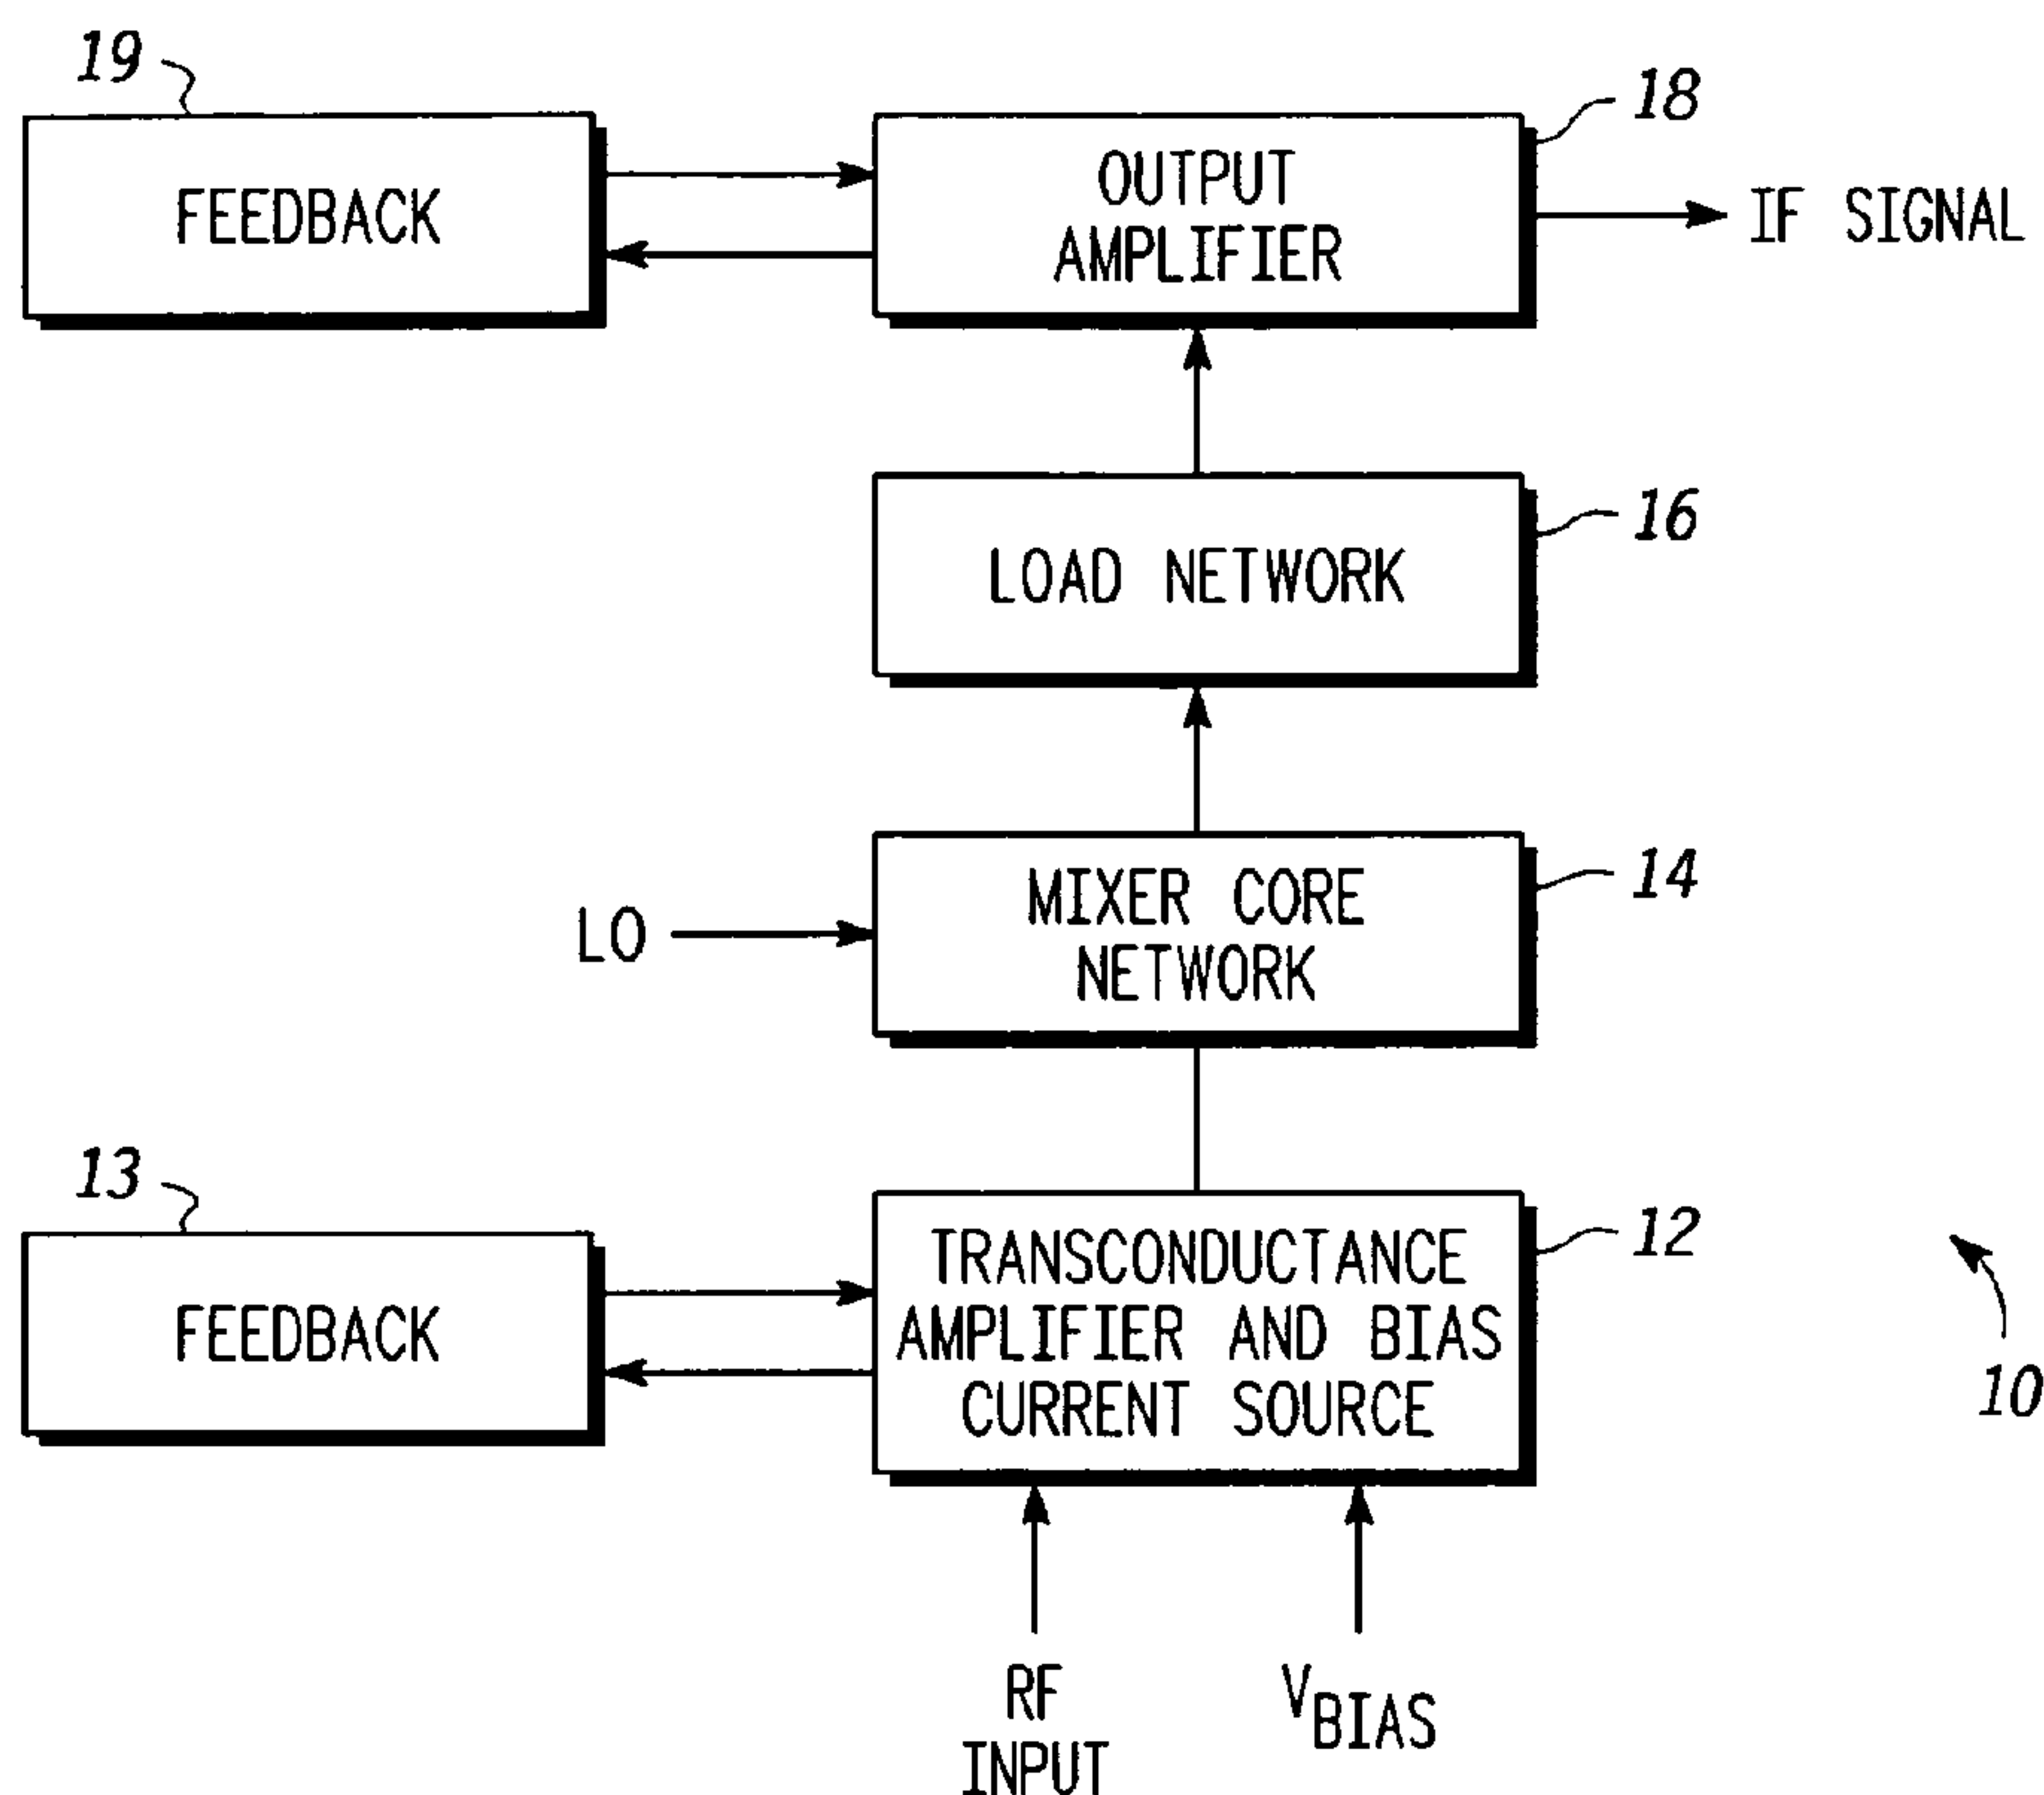 19
18
FEEDBACK
OUTPUT
AMPLIFIER
IF SIGNAL
16
LOAD NETWORK
14
LO
MIXER CORE
NETWORK
13
12
FEEDBACK
TRANSCONDUCTANCE
AMPLIFIER AND BIAS
CURRENT SOURCE
10
RF
INPUT
VBIAS